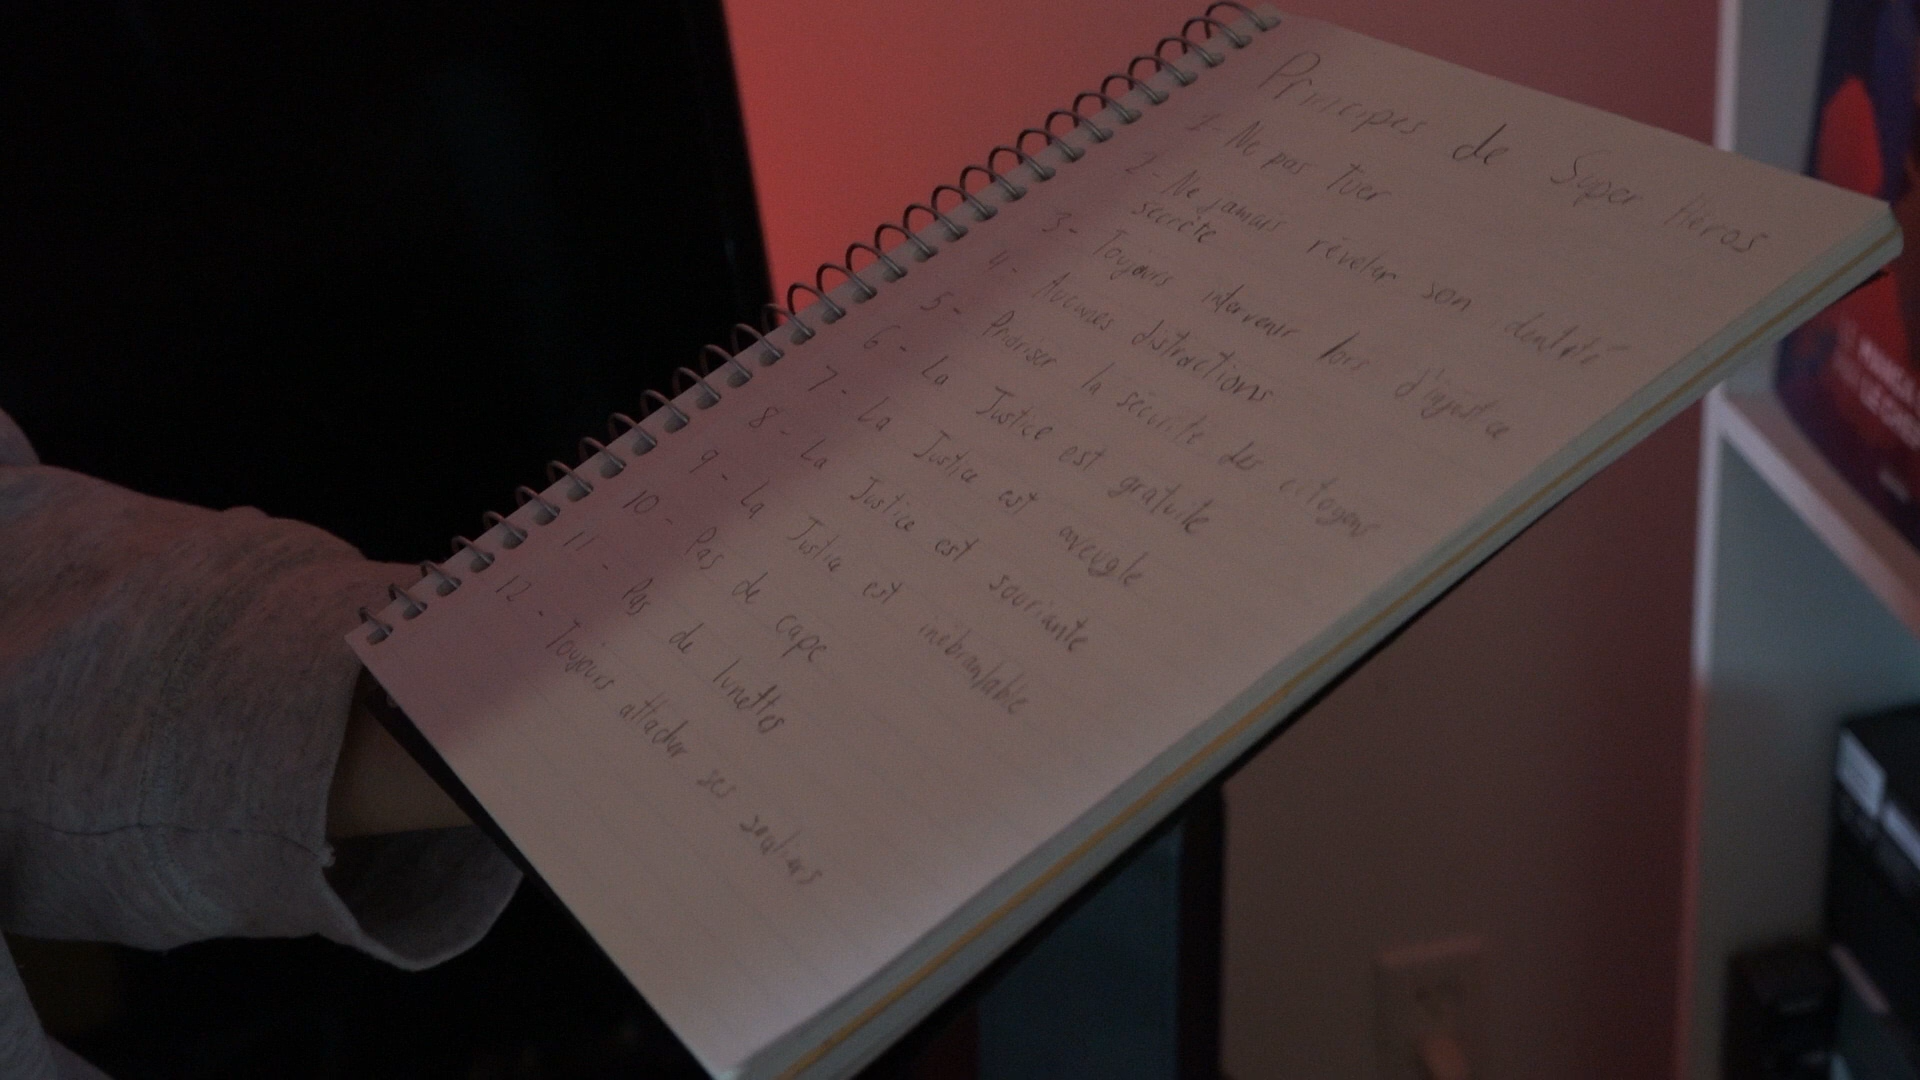 Principes de Super Héros
1- Ne pas tuer
2- Ne jamais révéler son identité
secrète
3- Toujours intervenir lors d'injustice
4- Aucunes distractions
5- Prioriser la sécurité des citoyens
6- La Justice est gratuite
7- La Justice est aveugle
8- La Justice est souriante
9- La Justice est inébranlable
10- Pas de cape
11- Pas de lunettes
12- Toujours attacher ses souliers